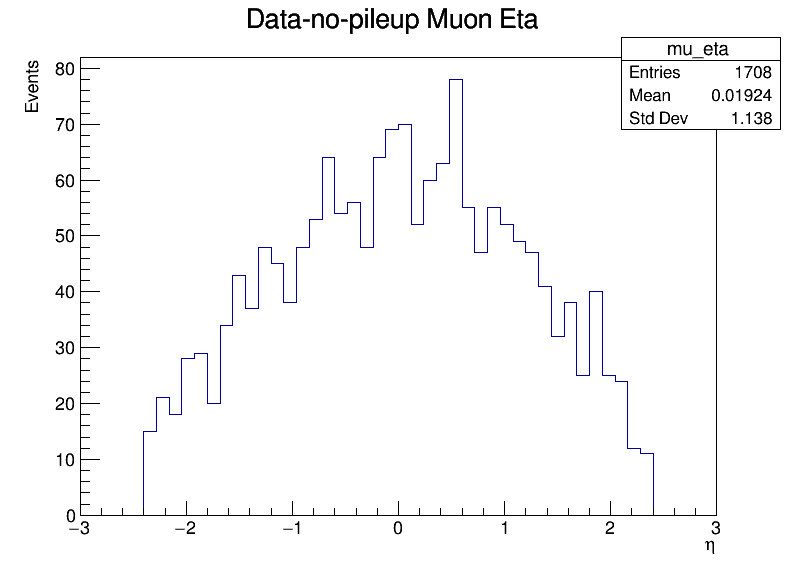 Data-no-pileup Muon Eta
mu_eta
Entries 1708
Mean 0.01924
Std Dev 1.138
Events
80
70
60
50
40
30
20
10
0
−3 −2 −1 0 1 2 3
η